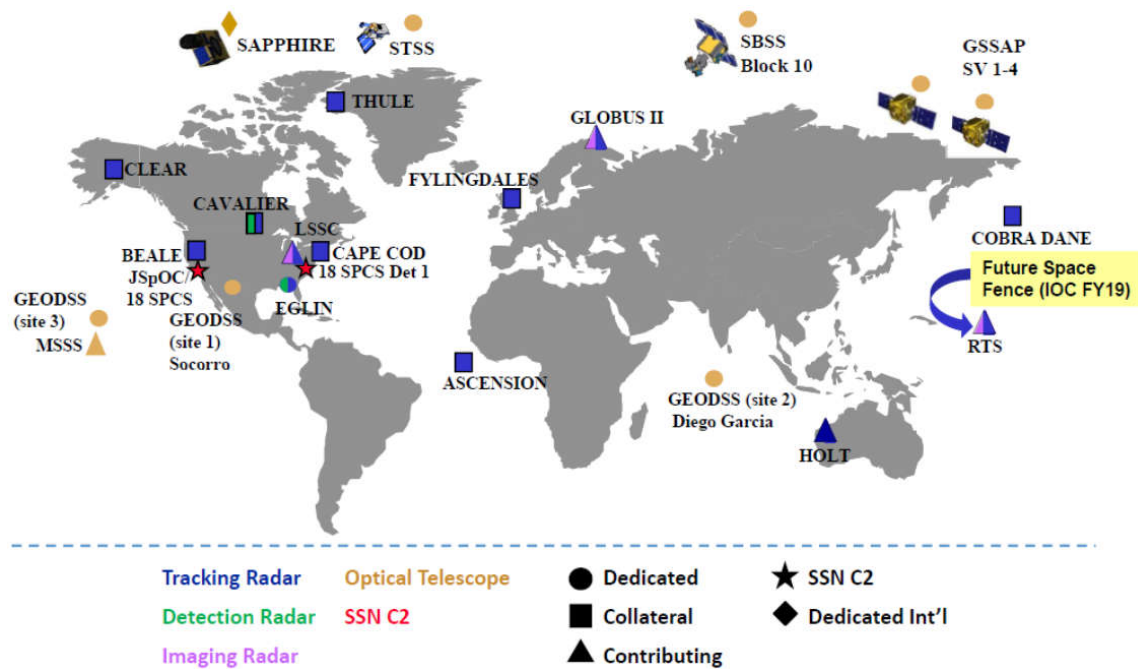 SAPPHIRE
STSS
SBSS
Block 10
GSSAP
SV 1-4
THULE
GLOBUS II
CLEAR
FYLINGDALES
CAVALIER
LSSC
BEALE
CAPE COD
JSpOC/
18 SPCS Det 1
18 SPCS
COBRA DANE
Future Space
Fence (IOC FY19)
GEODSS
(site 3)
MSSS
EGLIN
GEODSS
(site 1)
Socorro
RTS
ASCENSION
GEODSS (site 2)
Diego Garcia
HOLT
Tracking Radar
Optical Telescope
Dedicated
SSN C2
Detection Radar
SSN C2
Collateral
Dedicated Int'l
Imaging Radar
Contributing